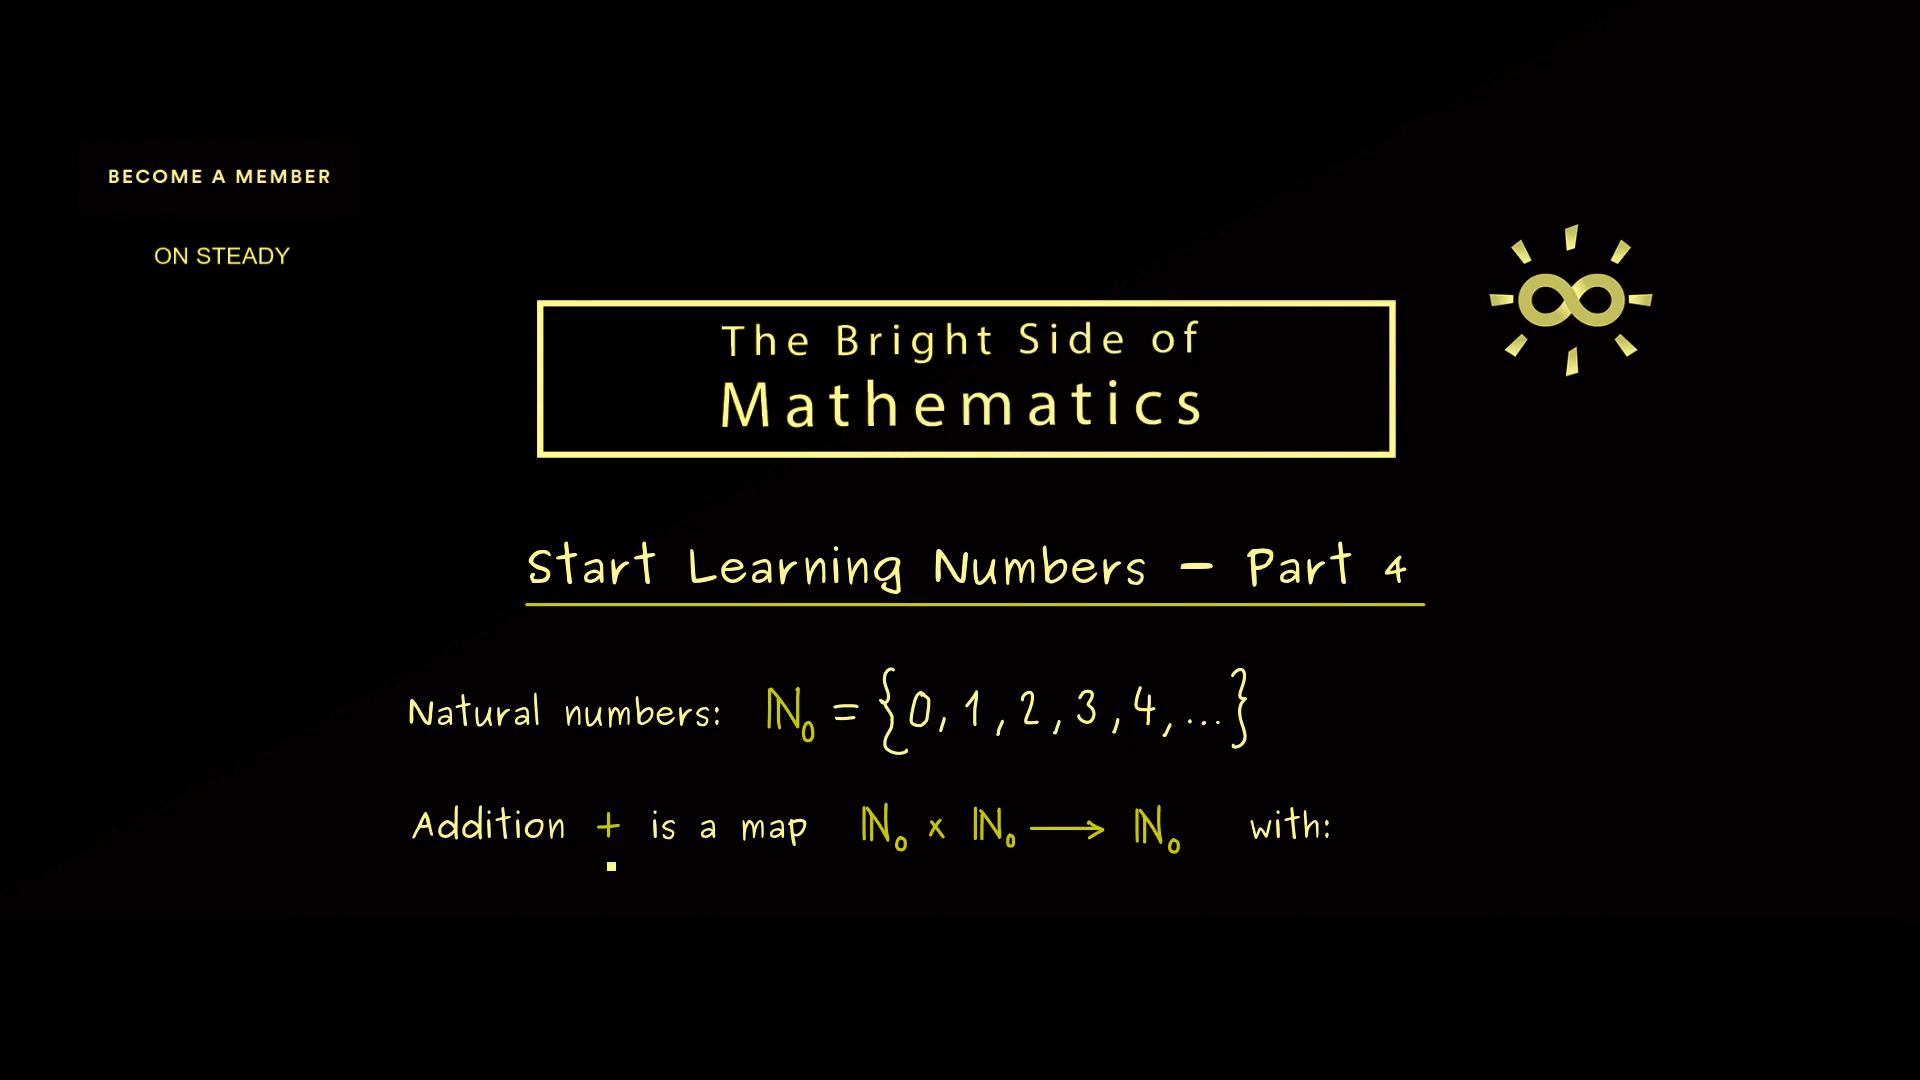 BECOME A MEMBER
ON STEADY
The Bright Side of
Mathematics
Start Learning Numbers - Part 4
Natural numbers: ℕ₀ = {0, 1, 2, 3, 4, ...}
Addition + is a map ℕ₀ × ℕ₀ ⟶ ℕ₀ with: